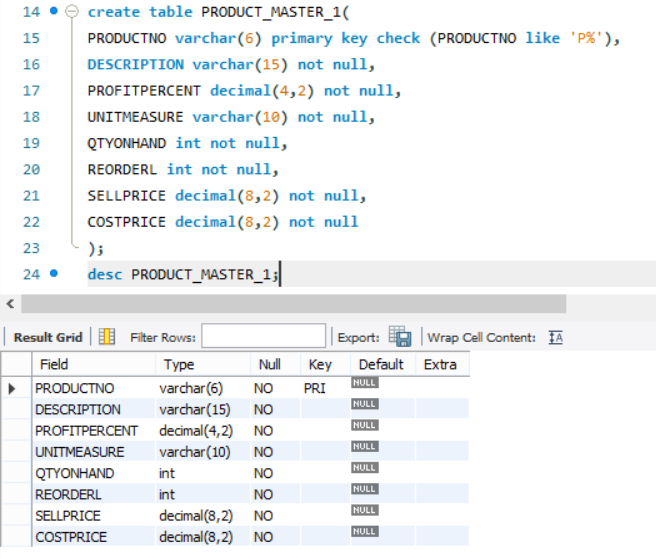 14 create table PRODUCT_MASTER_1(
15 PRODUCTNO varchar(6) primary key check (PRODUCTNO like 'P%'),
16 DESCRIPTION varchar(15) not null,
17 PROFITPERCENT decimal(4,2) not null,
18 UNITMEASURE varchar(10) not null,
19 QTYONHAND int not null,
20 REORDERL int not null,
21 SELLPRICE decimal(8,2) not null,
22 COSTPRICE decimal(8,2) not null
23 );
24 desc PRODUCT_MASTER_1;
Result Grid Filter Rows: Export: Wrap Cell Content:
Field Type Null Key Default Extra
PRODUCTNO varchar(6) NO PRI NULL
DESCRIPTION varchar(15) NO NULL
PROFITPERCENT decimal(4,2) NO NULL
UNITMEASURE varchar(10) NO NULL
QTYONHAND int NO NULL
REORDERL int NO NULL
SELLPRICE decimal(8,2) NO NULL
COSTPRICE decimal(8,2) NO NULL